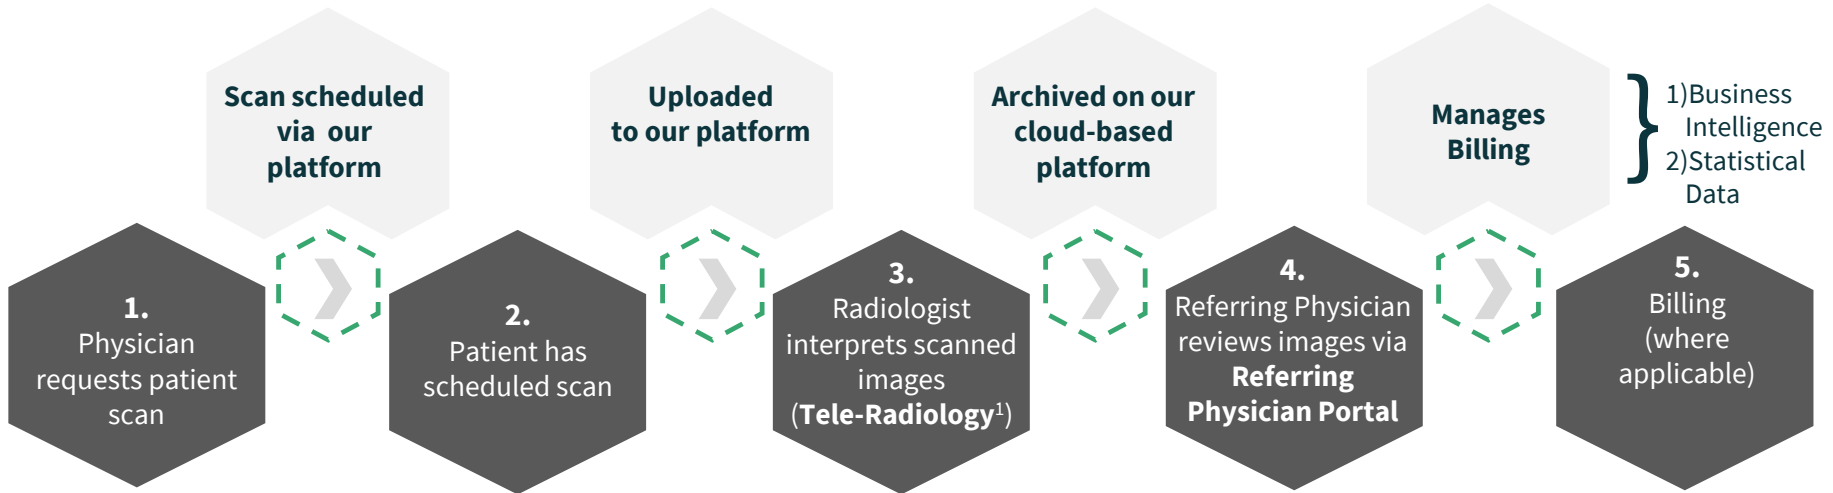 Scan scheduled
via our
platform
Uploaded
to our platform
Archived on our
cloud-based
platform
Manages
Billing
}
1)Business
Intelligence
2)Statistical
Data
1.
Physician
requests patient
scan
2.
Patient has
scheduled scan
3.
Radiologist
interprets scanned
images
(Tele-Radiology¹)
4.
Referring Physician
reviews images via
Referring
Physician Portal
5.
Billing
(where
applicable)